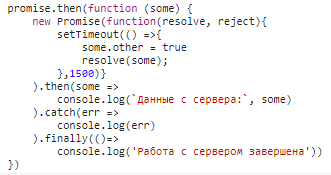 promise.then(function (some) {
    new Promise(function(resolve, reject){
        setTimeout(() =>{
            some.other = true
            resolve(some);
        },1500)}
    ).then(some =>
        console.log(`Данные с сервера:`, some)
    ).catch(err =>
        console.log(err)
    ).finally(()=>
        console.log('Работа с сервером завершена'))
})